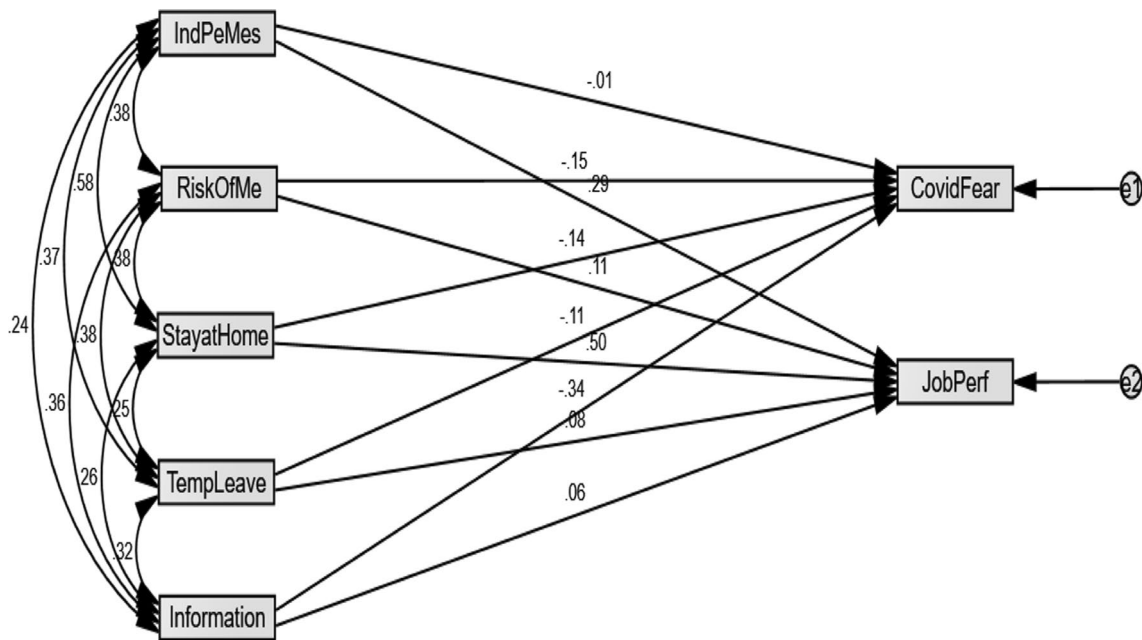 IndPeMes
-.01
.38
-.15
.29
RiskOfMe
CovidFear
e1
.58
.37
.38
-.14
.11
.24
.38
StayatHome
-.11
.50
JobPerf
e2
.36
.25
-.34
.08
.26
TempLeave
.06
.32
Information